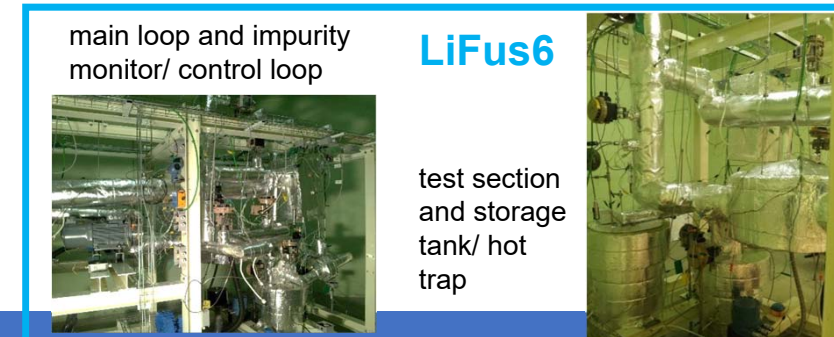 main loop and impurity
monitor/ control loop
LiFus6
test section
and storage
tank/ hot
trap